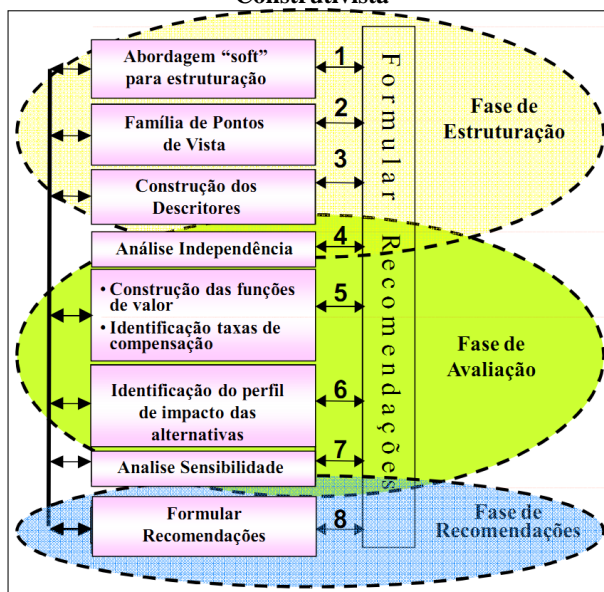 Construtivista
Abordagem “soft”
para estruturação
1
Família de Pontos
de Vista
2
Construção dos
Descritores
3
Análise Independência
4
• Construção das funções
de valor
• Identificação taxas de
compensação
5
Identificação do perfil
de impacto das
alternativas
6
Analise Sensibilidade
7
Formular
Recomendações
8
Formular Recomendações
Fase de
Estruturação
Fase de
Avaliação
Fase de
Recomendações